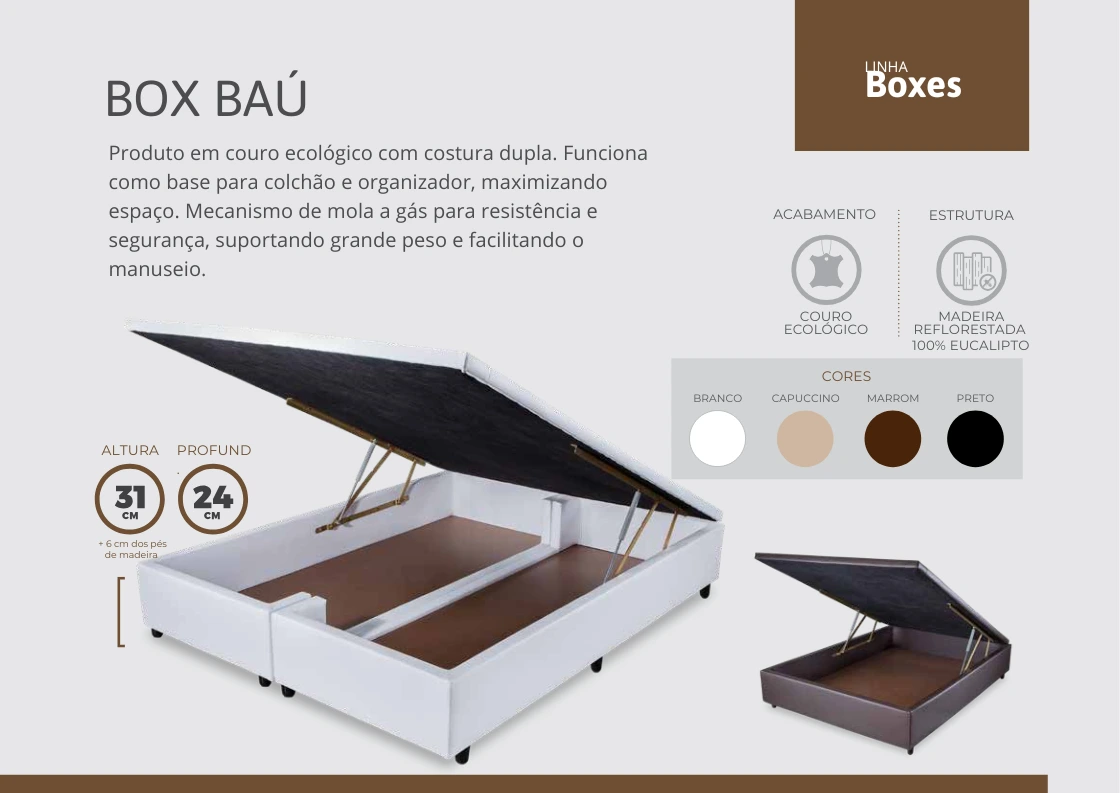 LINHA
Boxes
BOX BAÚ
Produto em couro ecológico com costura dupla. Funciona
como base para colchão e organizador, maximizando
espaço. Mecanismo de mola a gás para resistência e
segurança, suportando grande peso e facilitando o
manuseio.
ACABAMENTO
COURO
ECOLÓGICO
ESTRUTURA
MADEIRA
REFLORESTADA
100% EUCALIPTO
CORES
BRANCO CAPUCCINO MARROM PRETO
ALTURA
31
CM
+ 6 cm dos pés
de madeira
PROFUND
.
24
CM